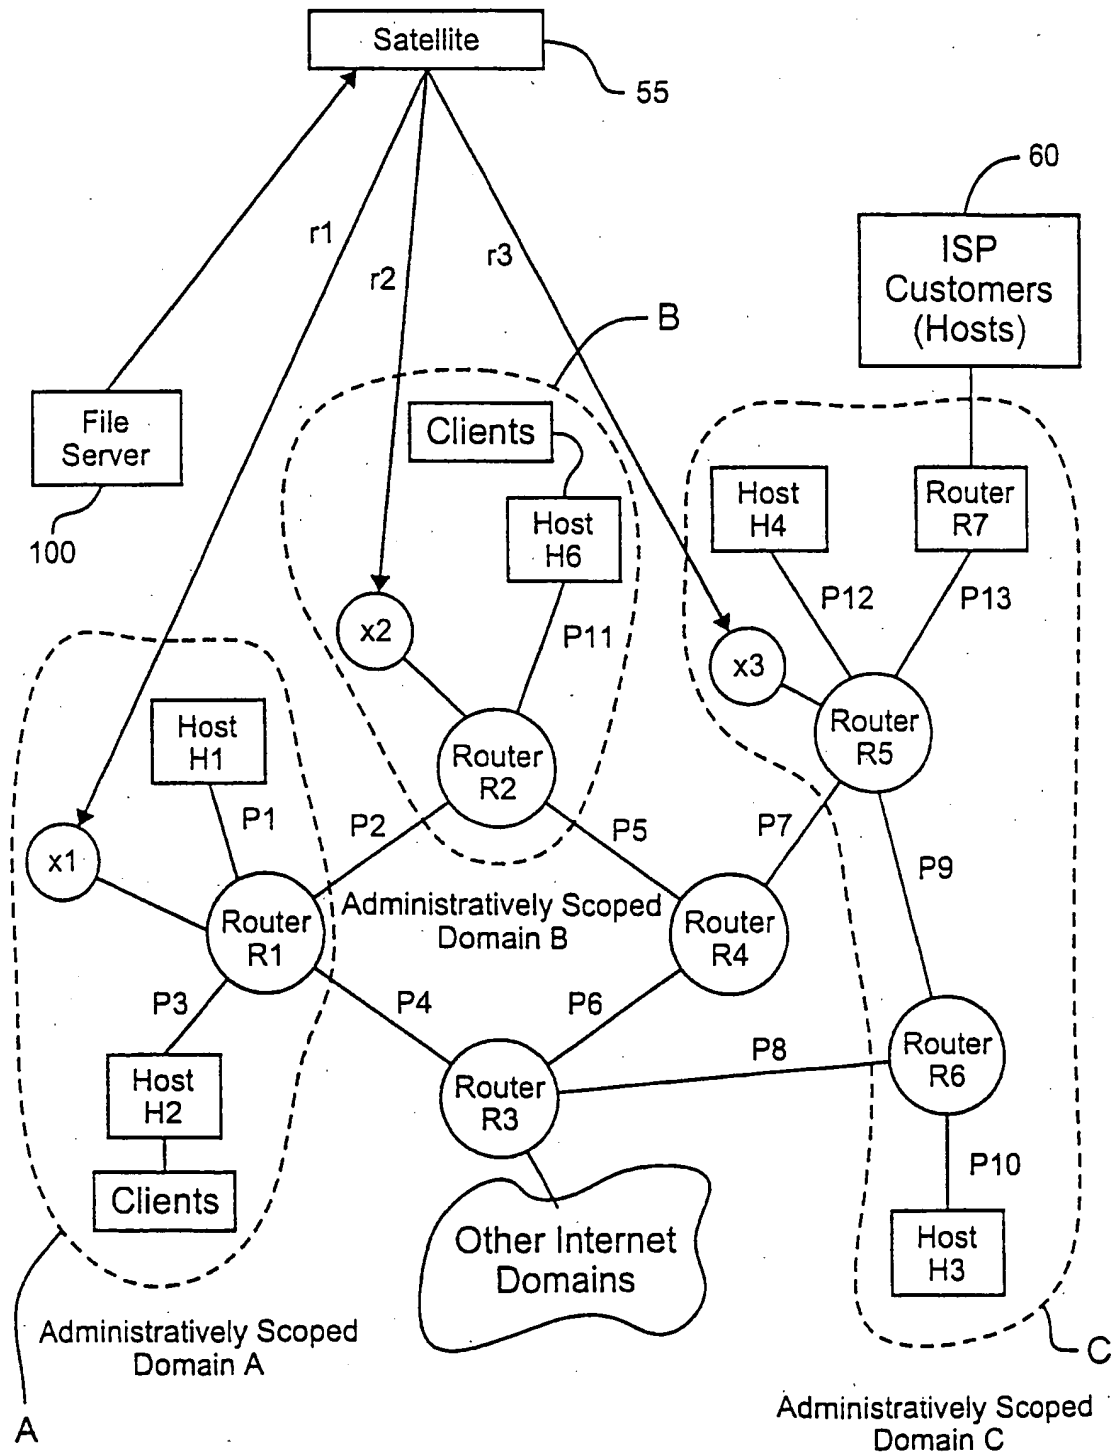 Satellite
55
60
ISP
Customers
(Hosts)
r1
r2
r3
B
File
Server
100
Clients
Host
H6
Host
H4
Router
R7
P12
P13
x2
P11
x3
Router
R5
Host
H1
Router
R2
P1
P2
P5
P7
x1
P9
Router
R1
Administratively Scoped
Domain B
Router
R4
P3
P4
P6
P8
Router
R6
Host
H2
Router
R3
P10
Clients
Other Internet
Domains
Host
H3
Administratively Scoped
Domain A
C
A
Administratively Scoped
Domain C